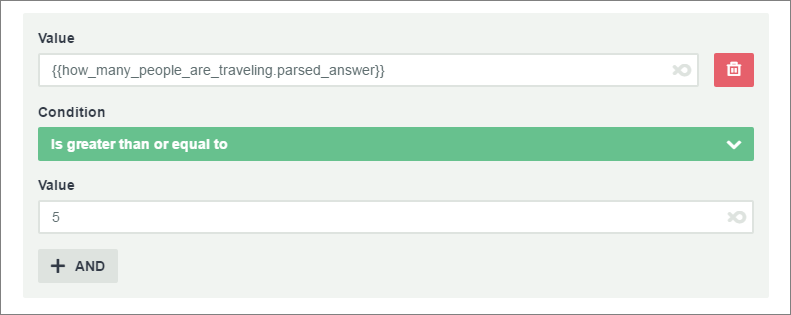 Value
{{how_many_people_are_traveling.parsed_answer}}
Condition
Is greater than or equal to
Value
5
AND